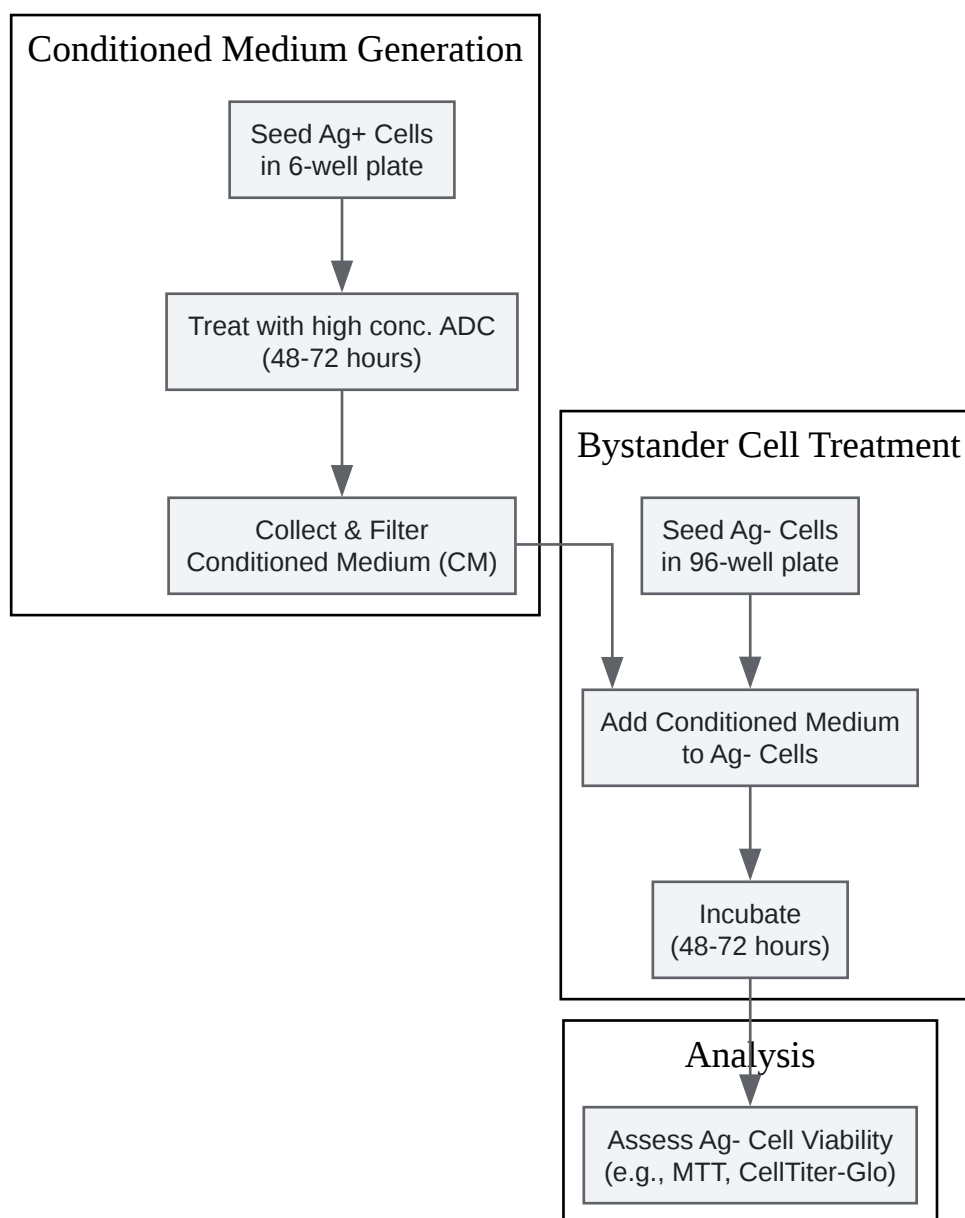 Conditioned Medium Generation
Seed Ag+ Cells
in 6-well plate
Treat with high conc. ADC
(48-72 hours)
Collect & Filter
Conditioned Medium (CM)
Bystander Cell Treatment
Seed Ag- Cells
in 96-well plate
Add Conditioned Medium
to Ag- Cells
Incubate
(48-72 hours)
Analysis
Assess Ag- Cell Viability
(e.g., MTT, CellTiter-Glo)